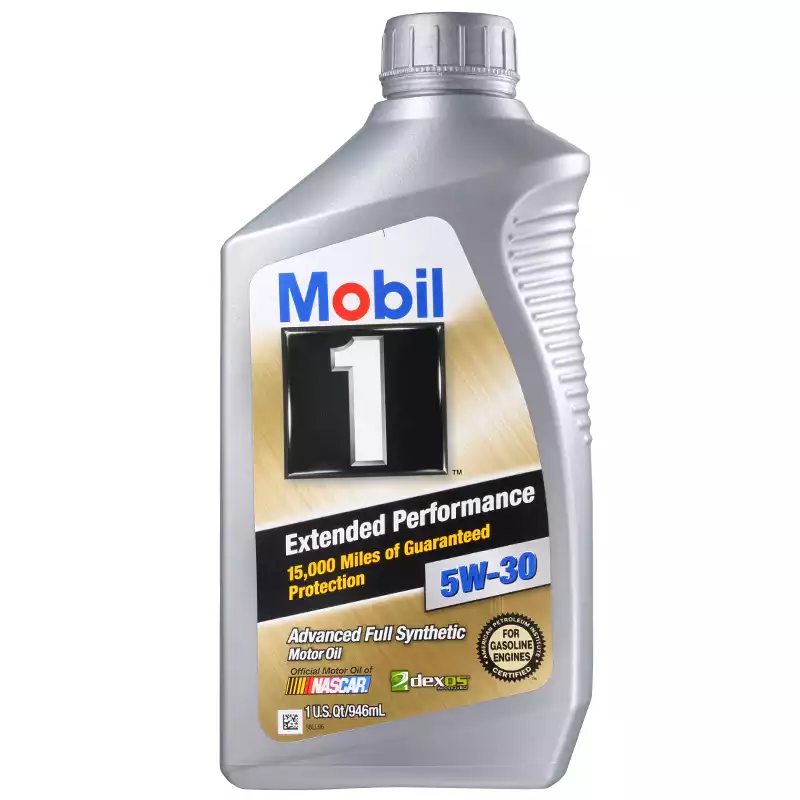 Mobil
1
TM
Extended Performance
15,000 Miles of Guaranteed
Protection
5W-30
Advanced Full Synthetic
Motor Oil
AMERICAN PETROLEUM INSTITUTE
FOR
GASOLINE
ENGINES
CERTIFIED
Official Motor Oil of
NASCAR
dexos
1 U.S. Qt/946mL